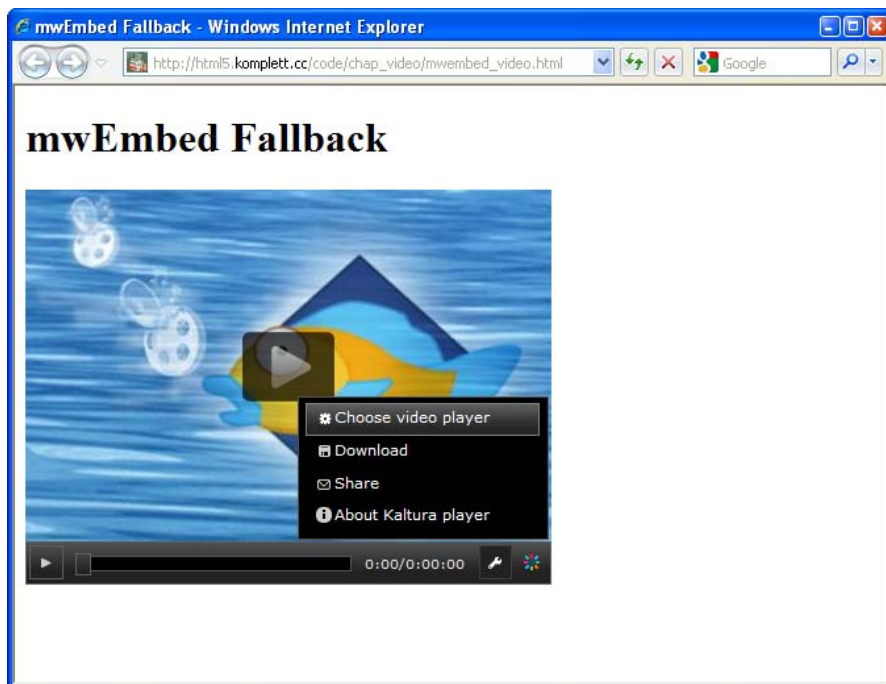 mwEmbed Fallback - Windows Internet Explorer
http://html5.komplett.cc/code/chap_video/mwembed_video.html
Google
mwEmbed Fallback
Choose video player
Download
Share
About Kaltura player
0:00/0:00:00